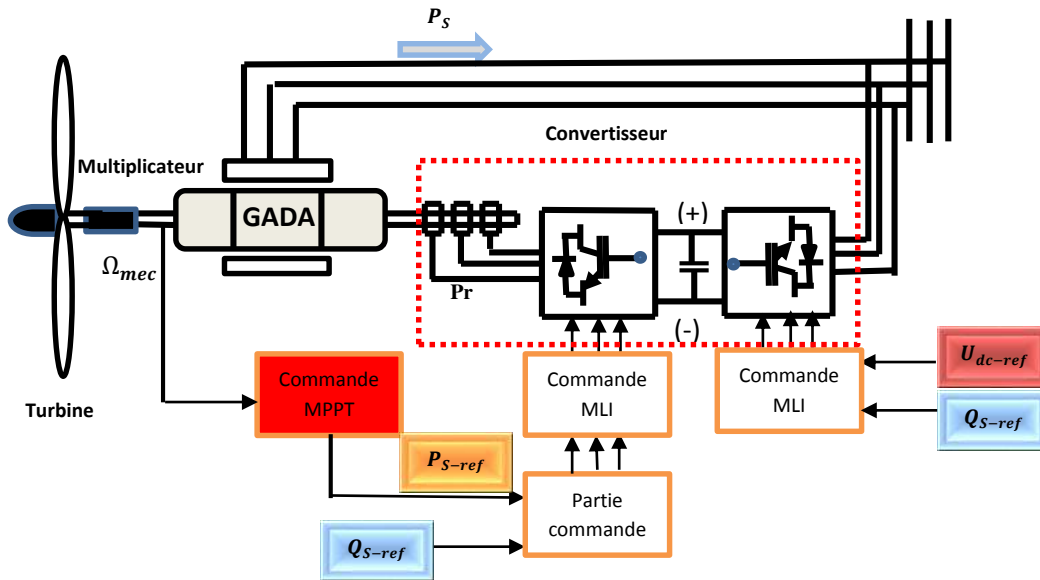 P_S
Convertisseur
Multiplicateur
GADA
(+)
Ω_mec
Pr
(-)
Turbine
Commande
MPPT
Commande
MLI
Commande
MLI
U_dc-ref
Q_S-ref
P_S-ref
Partie
commande
Q_S-ref